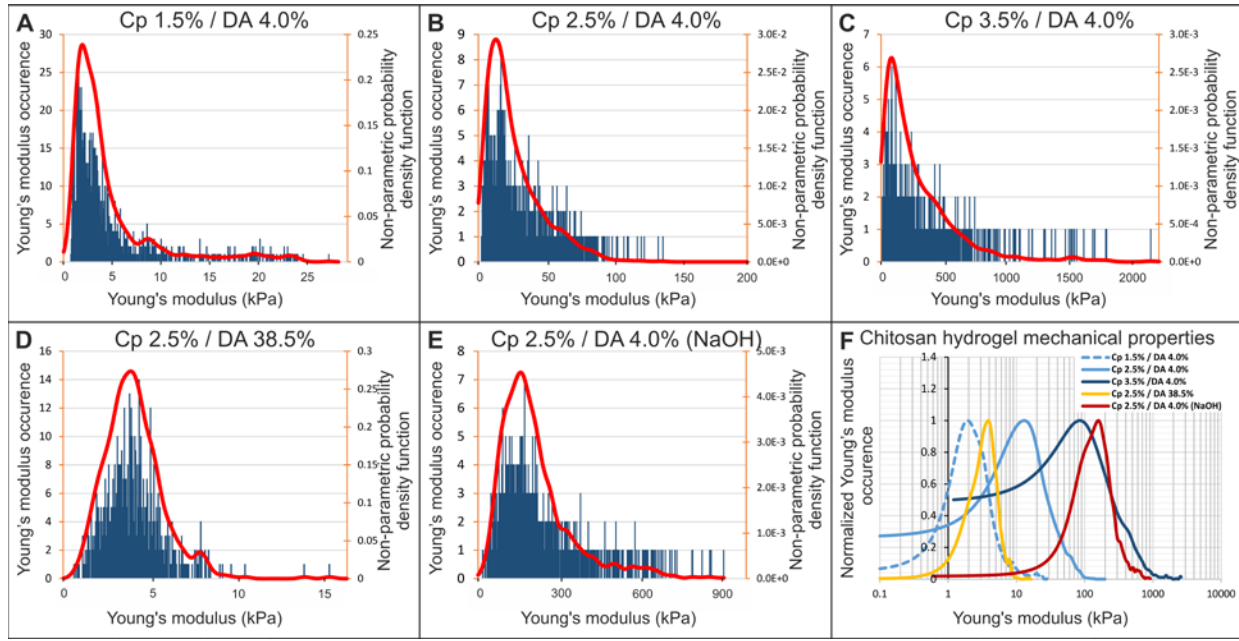 A
Cp 1.5% / DA 4.0%
Young's modulus occurence
30
25
20
15
10
5
0
0.25
0.2
0.15
0.1
0.05
0
Non-parametric probability
density function
0 5 10 15 20 25
Young's modulus (kPa)
B
Cp 2.5% / DA 4.0%
Young's modulus occurence
9
8
7
6
5
4
3
2
1
0
3.0E-2
2.5E-2
2.0E-2
1.5E-2
1.0E-2
5.0E-3
0.0E+0
Non-parametric probability
density function
0 50 100 150 200
Young's modulus (kPa)
C
Cp 3.5% / DA 4.0%
Young's modulus occurence
7
6
5
4
3
2
1
0
3.0E-3
2.5E-3
2.0E-3
1.5E-3
1.0E-3
5.0E-4
0.0E+0
Non-parametric probability
density function
0 500 1000 1500 2000
Young's modulus (kPa)
D
Cp 2.5% / DA 38.5%
Young's modulus occurence
16
14
12
10
8
6
4
2
0
0.3
0.25
0.2
0.15
0.1
0.05
0
Non-parametric probability
density function
0 5 10 15
Young's modulus (kPa)
E
Cp 2.5% / DA 4.0% (NaOH)
Young's modulus occurence
8
7
6
5
4
3
2
1
0
5.0E-3
4.0E-3
3.0E-3
2.0E-3
1.0E-3
0.0E+0
Non-parametric probability
density function
0 300 600 900
Young's modulus (kPa)
F
Chitosan hydrogel mechanical properties
Normalized Young's modulus
occurence
1.4
1.2
1
0.8
0.6
0.4
0.2
0
Cp 1.5% / DA 4.0%
Cp 2.5% / DA 4.0%
Cp 3.5% /DA 4.0%
Cp 2.5% / DA 38.5%
Cp 2.5% / DA 4.0% (NaOH)
0.1 1 10 100 1000 10000
Young's modulus (kPa)